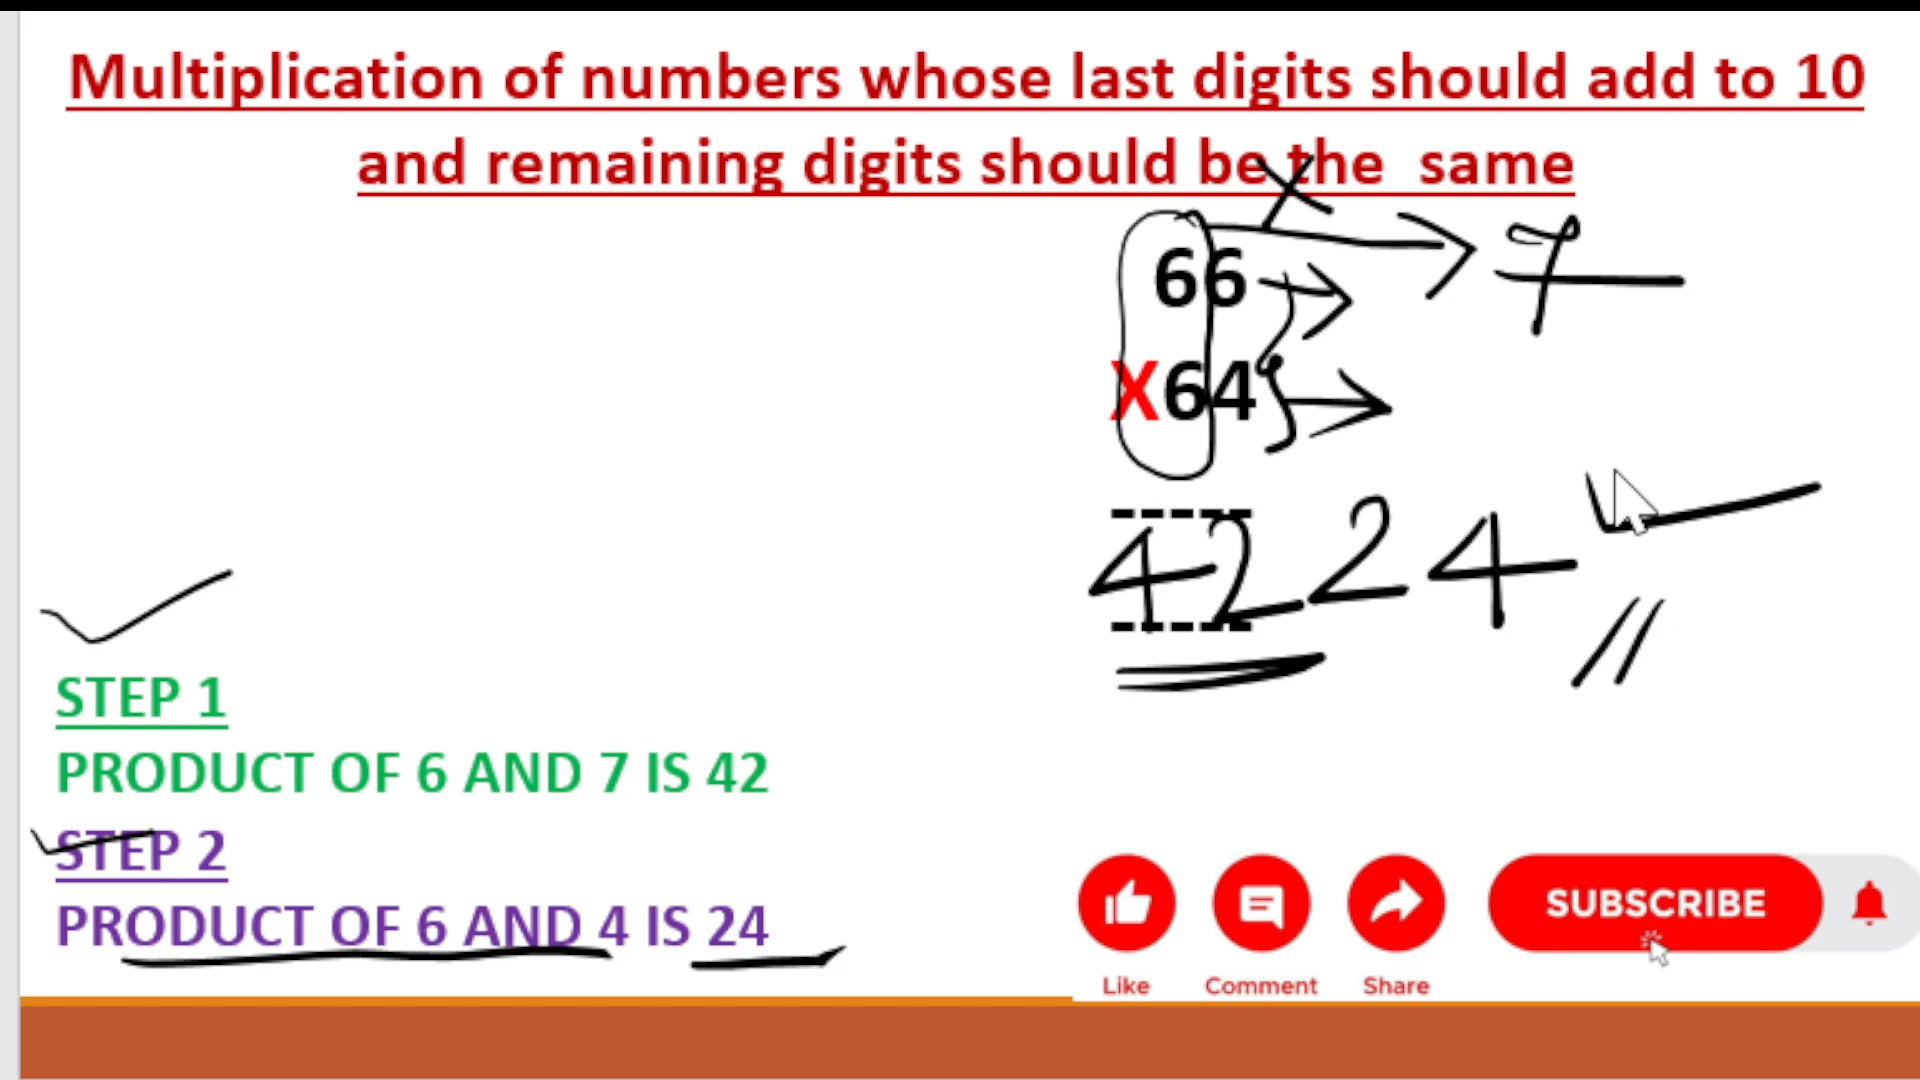 Multiplication of numbers whose last digits should add to 10
and remaining digits should be the same
66
7
X64
-----
4224
-----
STEP 1
PRODUCT OF 6 AND 7 IS 42
STEP 2
PRODUCT OF 6 AND 4 IS 24
SUBSCRIBE
Like Comment Share